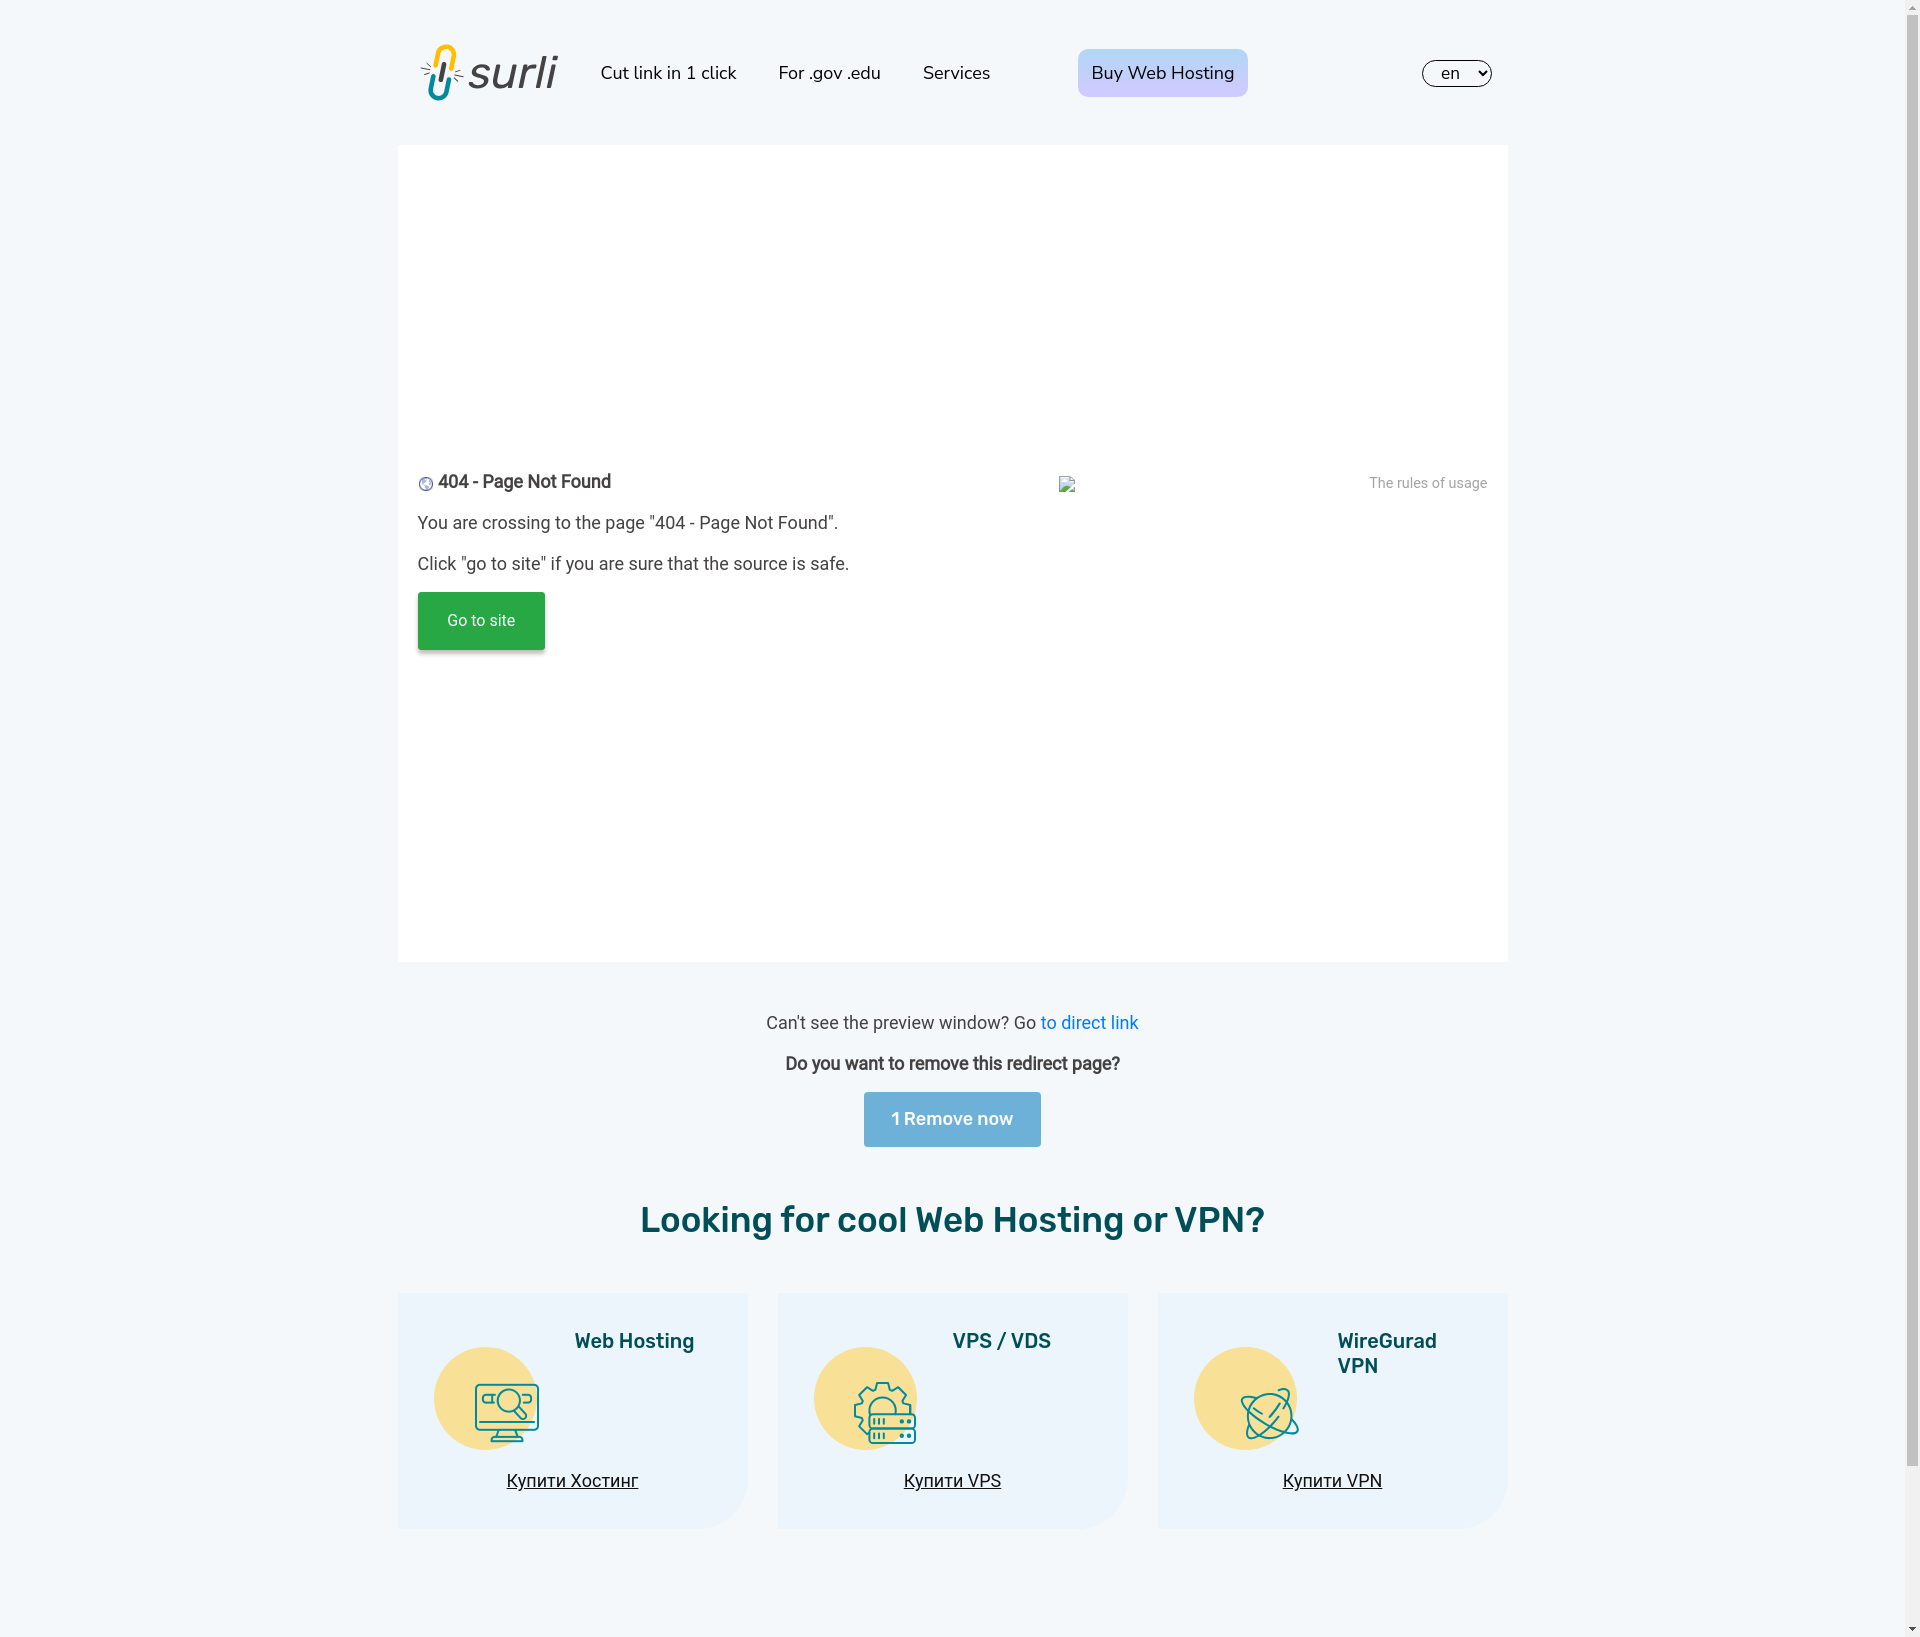 surli
Cut link in 1 click
For .gov .edu
Services
Buy Web Hosting
en
404 - Page Not Found
The rules of usage
You are crossing to the page "404 - Page Not Found".
Click "go to site" if you are sure that the source is safe.
Go to site
Can't see the preview window? Go to direct link
Do you want to remove this redirect page?
1 Remove now
Looking for cool Web Hosting or VPN?
Web Hosting
Купити Хостинг
VPS / VDS
Купити VPS
WireGurad
VPN
Купити VPN